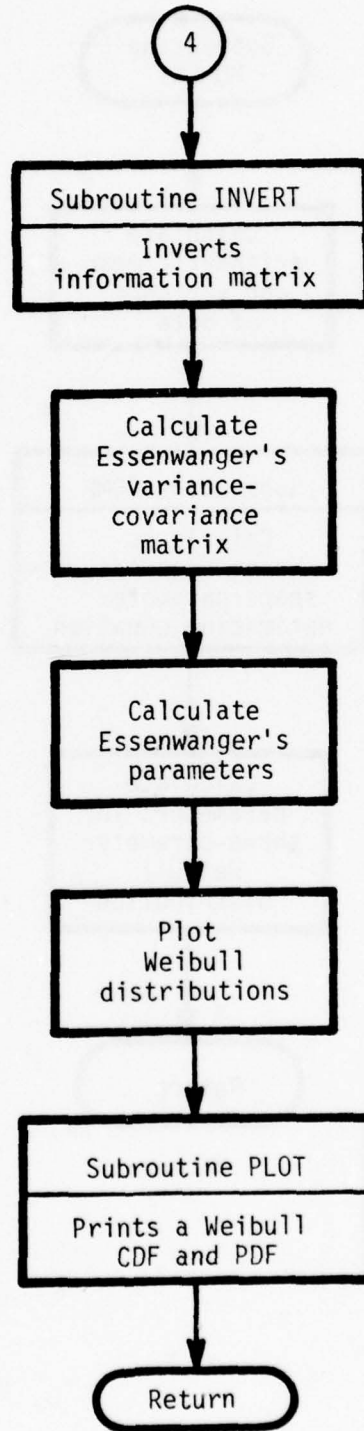 4
Subroutine INVERT
Inverts
information matrix
Calculate
Essenwanger's
variance-
covariance
matrix
Calculate
Essenwanger's
parameters
Plot
Weibull
distributions
Subroutine PLOT
Prints a Weibull
CDF and PDF
Return